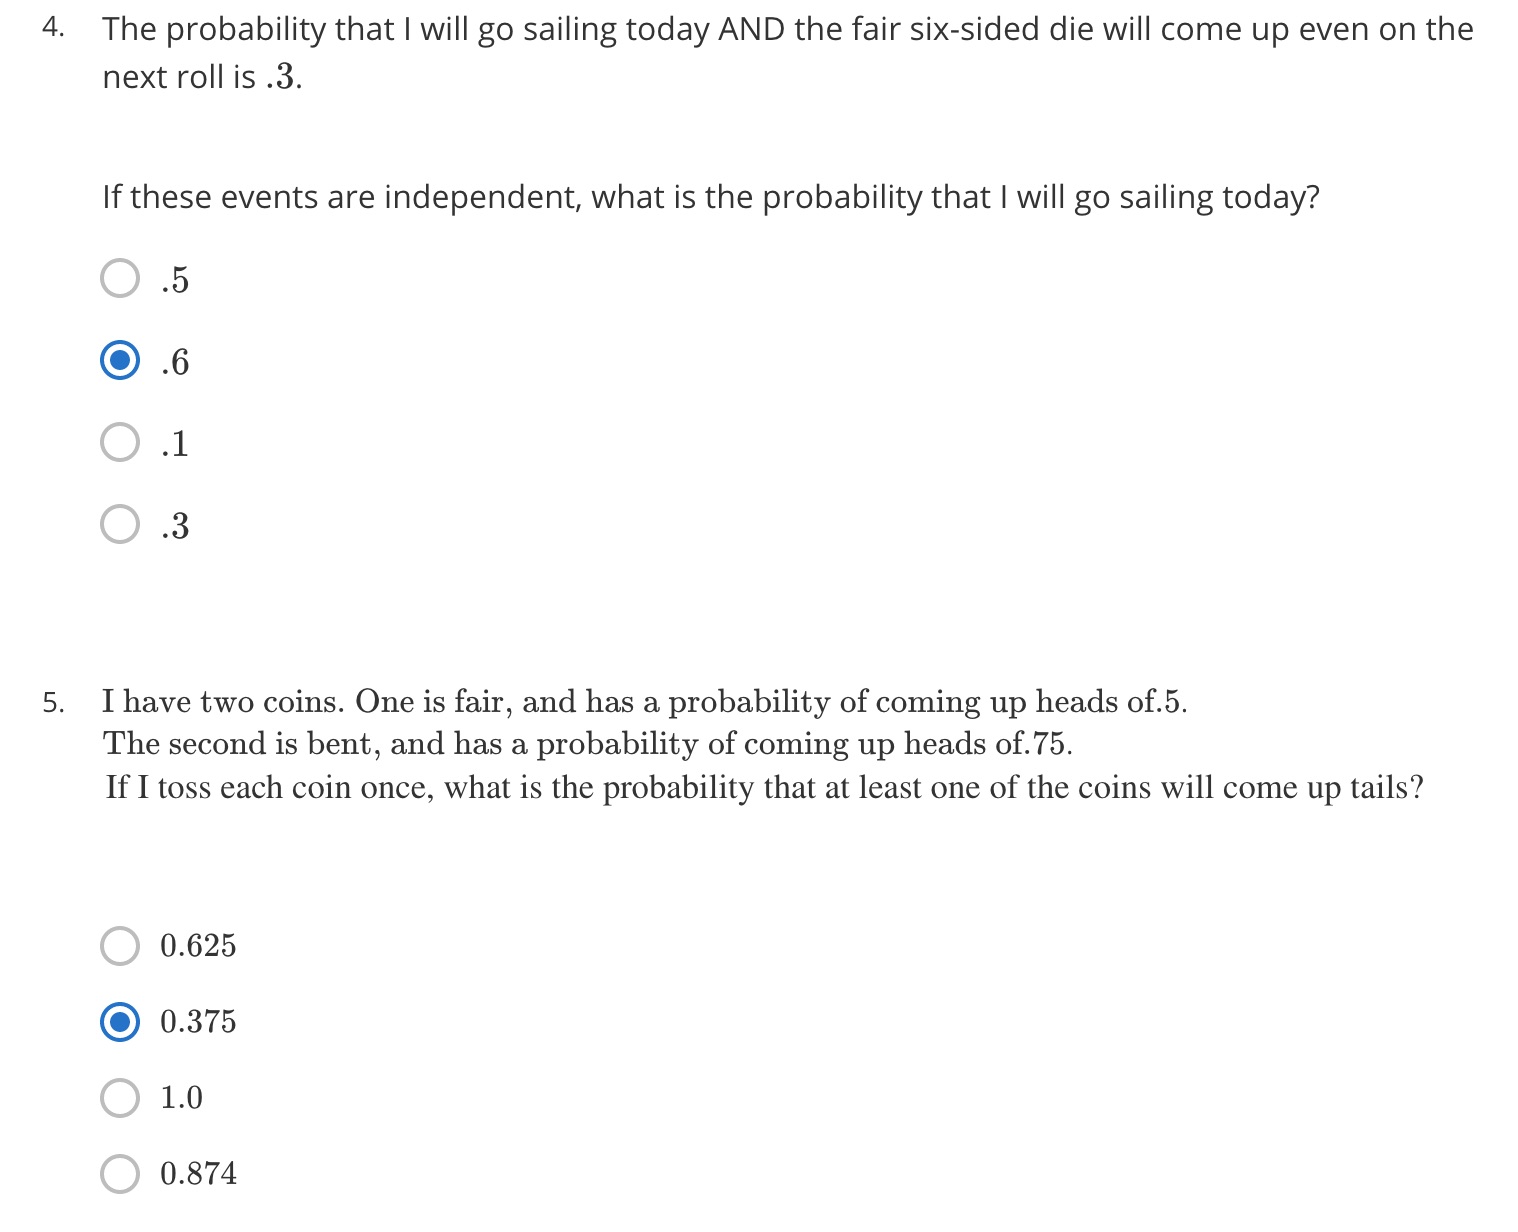 4. The probability that I will go sailing today AND the fair six-sided die will come up even on the
next roll is .3.
If these events are independent, what is the probability that I will go sailing today?
.5
.6
.1
.3
5. I have two coins. One is fair, and has a probability of coming up heads of.5.
The second is bent, and has a probability of coming up heads of.75.
If I toss each coin once, what is the probability that at least one of the coins will come up tails?
0.625
0.375
1.0
0.874